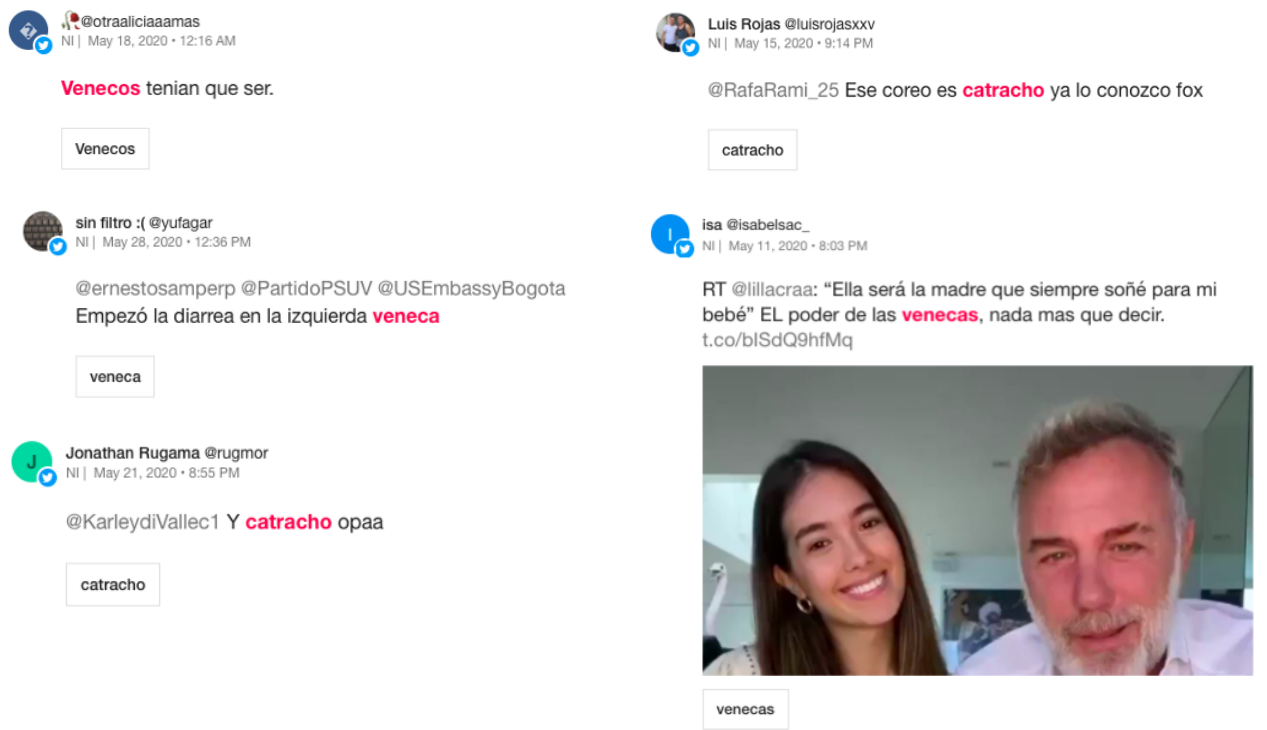 @otraaliciaaamas
NI | May 18, 2020 • 12:16 AM
Venecos tenian que ser.
Venecos
sin filtro :( @yufagar
NI | May 28, 2020 • 12:36 PM
@ernestosamperp @PartidoPSUV @USEmbassyBogota
Empezó la diarrea en la izquierda veneca
veneca
J
Jonathan Rugama @rugmor
NI | May 21, 2020 • 8:55 PM
@KarleydiVallec1 Y catracho opaa
catracho
Luis Rojas @luisrojasxxv
NI | May 15, 2020 • 9:14 PM
@RafaRami_25 Ese coreo es catracho ya lo conozco fox
catracho
I
isa @isabelsac_
NI | May 11, 2020 • 8:03 PM
RT @lillacraa: “Ella será la madre que siempre soñé para mi
bebé” EL poder de las venecas, nada mas que decir.
t.co/bISdQ9hfMq
venecas